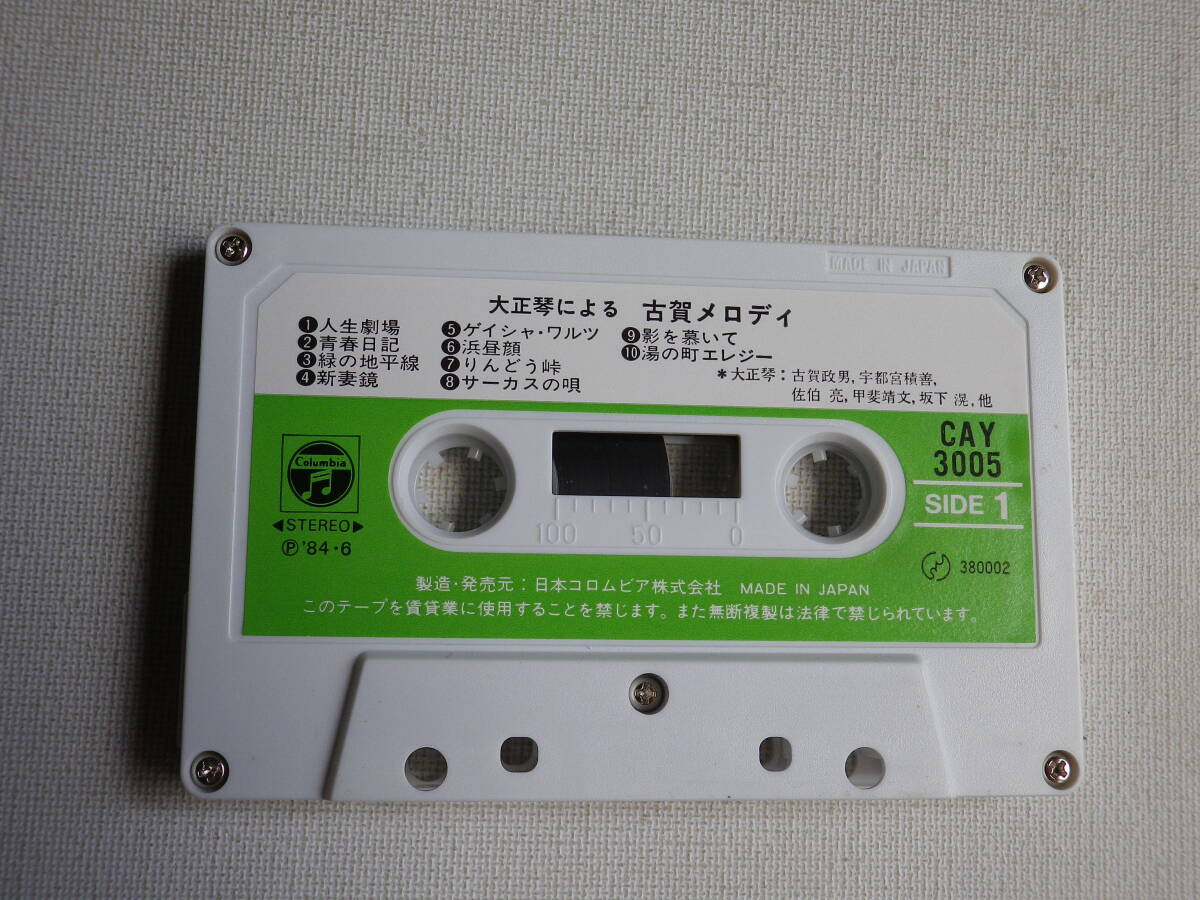 MADE IN JAPAN
大正琴による 古賀メロディ
❶人生劇場
❷青春日記
❸緑の地平線
❹新妻鏡
❺ゲイシャ・ワルツ
❻浜昼顔
❼りんどう峠
❽サーカスの唄
❾影を慕いて
❿湯の町エレジー
＊大正琴：古賀政男, 宇都宮積善,
佐伯 亮, 甲斐靖文, 坂下 滉, 他
Columbia
◀STEREO▶
Ⓟ'84・6
100 50 0
CAY
3005
SIDE 1
380002
製造・発売元：日本コロムビア株式会社 MADE IN JAPAN
このテープを賃貸業に使用することを禁じます。また無断複製は法律で禁じられています。